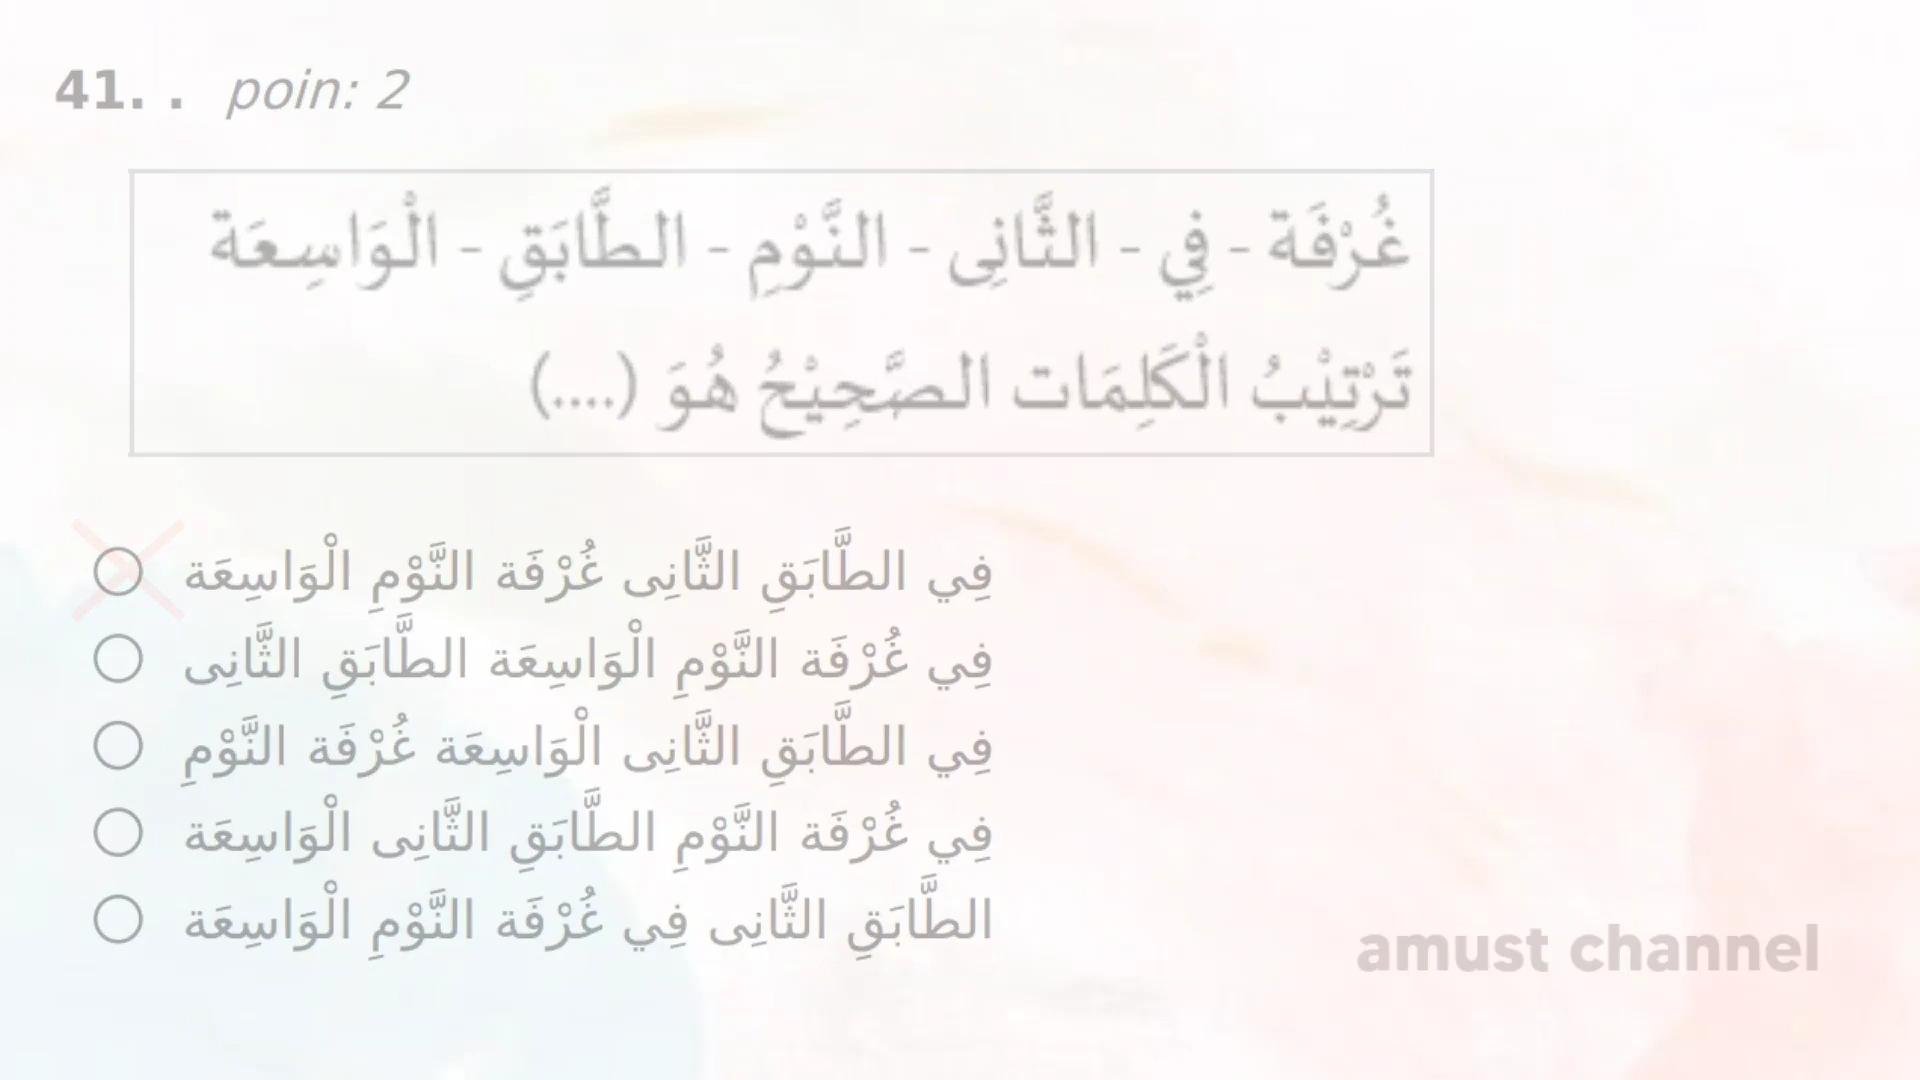 41. . poin: 2
غُرْفَة - فِي - الثَّانِى - النَّوْمِ - الطَّابَقِ - الْوَاسِعَة
تَرْتِيْبُ الْكَلِمَات الصَّحِيْحُ هُوَ (....)
فِي الطَّابَقِ الثَّانِى غُرْفَة النَّوْمِ الْوَاسِعَة
فِي غُرْفَة النَّوْمِ الْوَاسِعَة الطَّابَقِ الثَّانِى
فِي الطَّابَقِ الثَّانِى الْوَاسِعَة غُرْفَة النَّوْمِ
فِي غُرْفَة النَّوْمِ الطَّابَقِ الثَّانِى الْوَاسِعَة
الطَّابَقِ الثَّانِى فِي غُرْفَة النَّوْمِ الْوَاسِعَة
amust channel